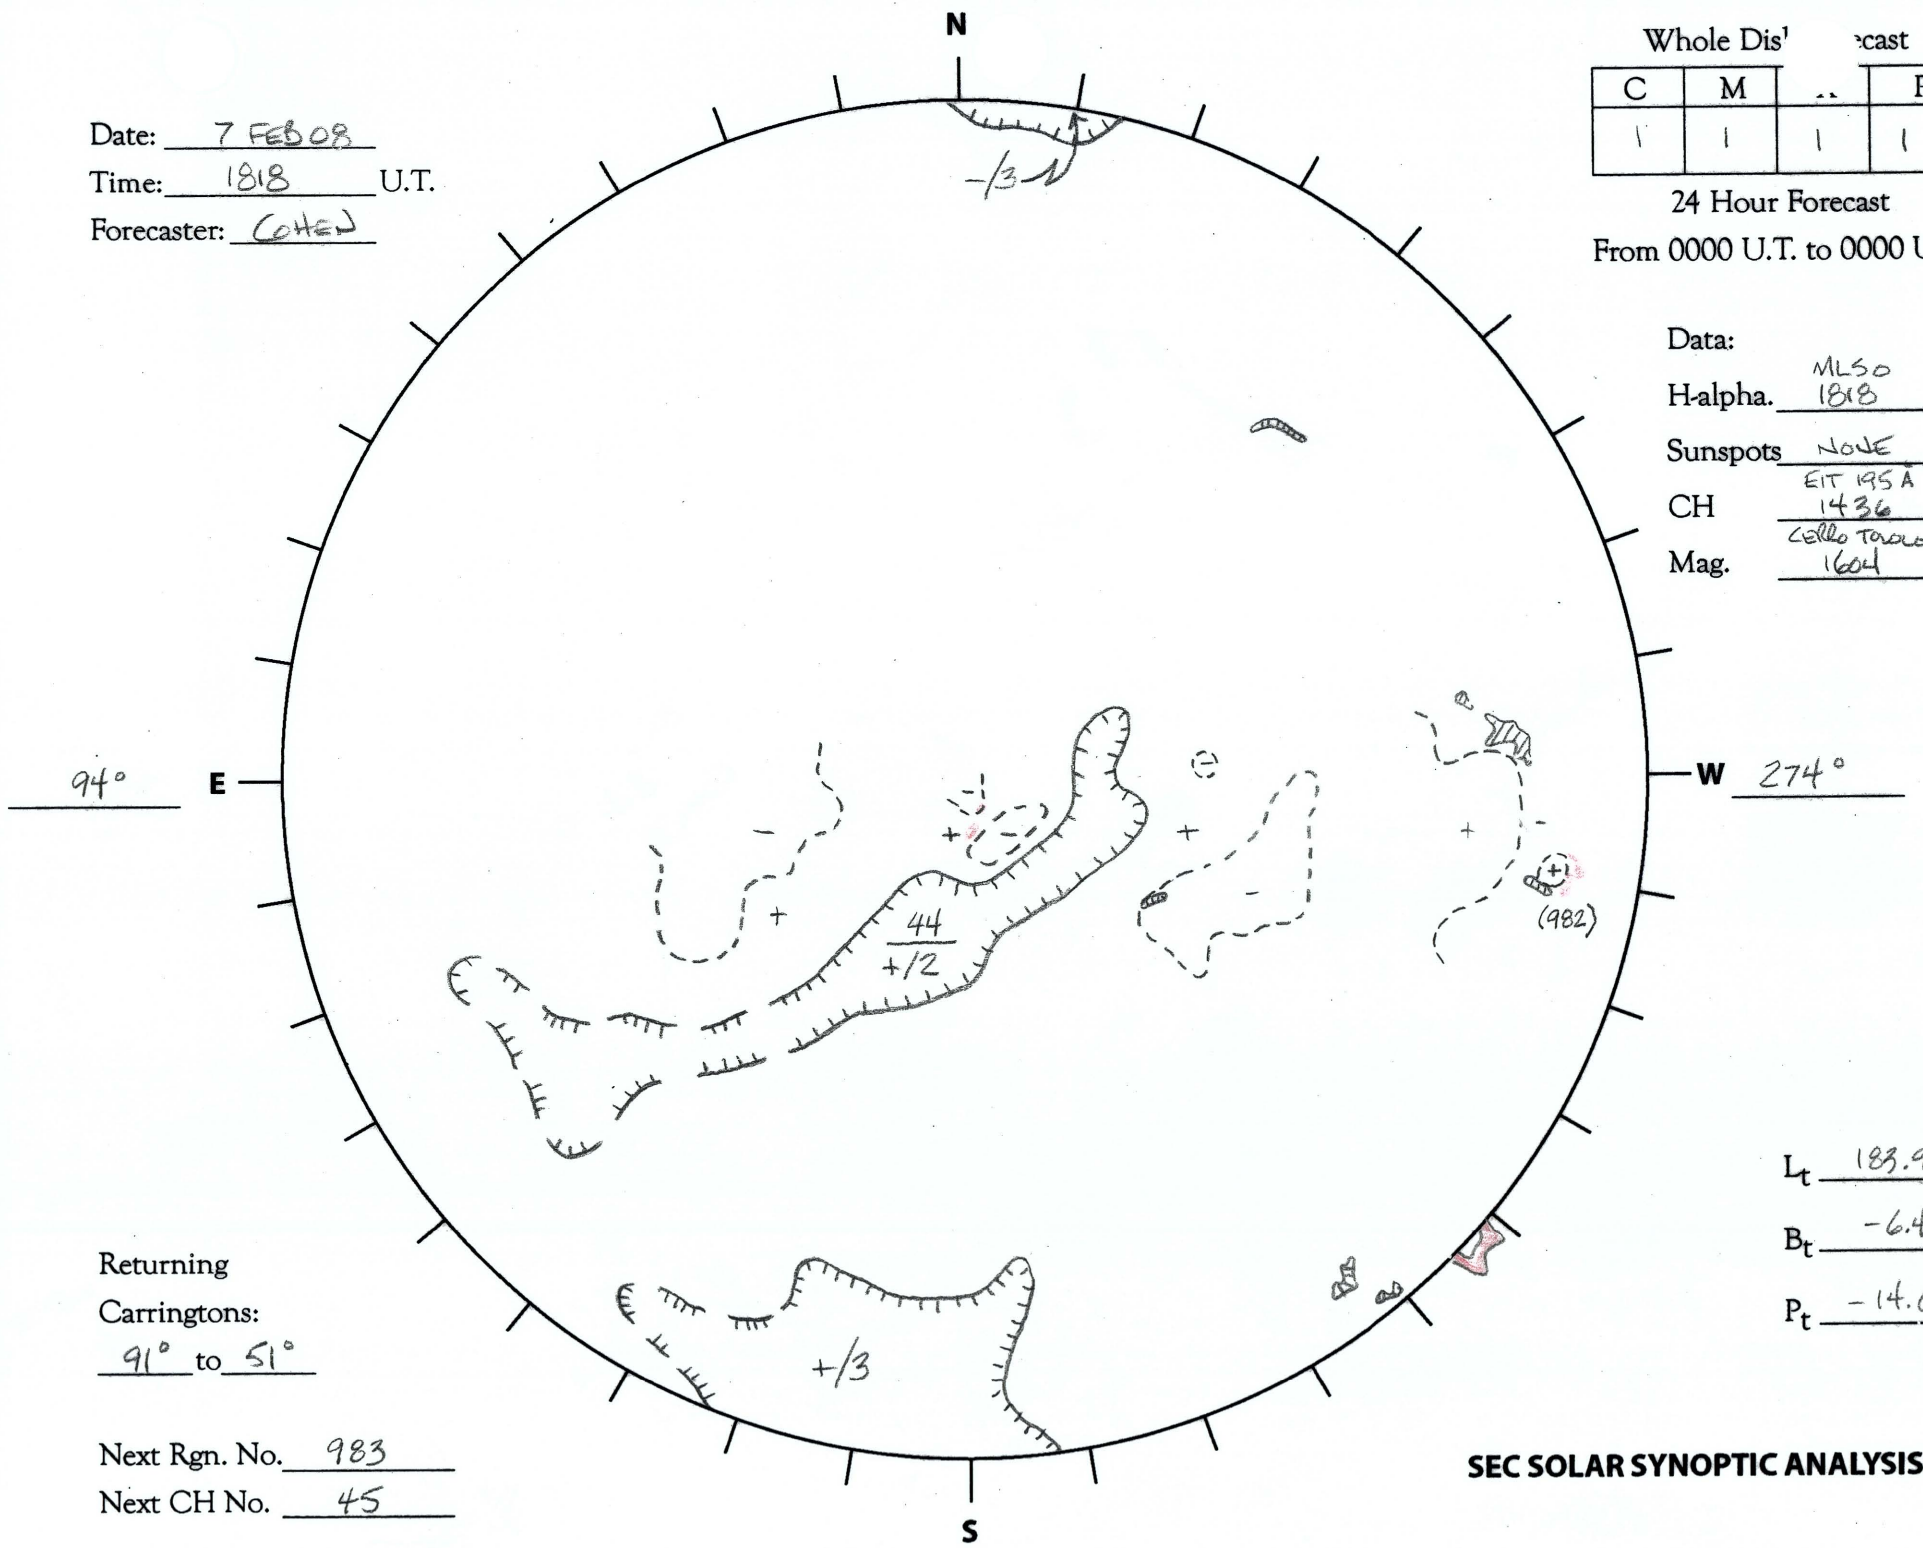 N
Date: 7 FEB 08
Time: 1818 U.T.
Forecaster: COHEN
Whole Dis ecast
C M
1 1 1 1
24 Hour Forecast
From 0000 U.T. to 0000 U
-/3
Data:
MLSO
H-alpha. 1818
Sunspots NONE
EIT 195 Å
CH 1436
CERRO TOLOLO
Mag. 1604
94° E
W 274°
-
-
+
-
+
-
+
-
+
-
+
(982)
44
+/2
+/3
Lt 183.9
Bt -6.4
Pt -14.
Returning
Carringtons:
91° to 51°
Next Rgn. No. 983
Next CH No. 45
SEC SOLAR SYNOPTIC ANALYSIS
S